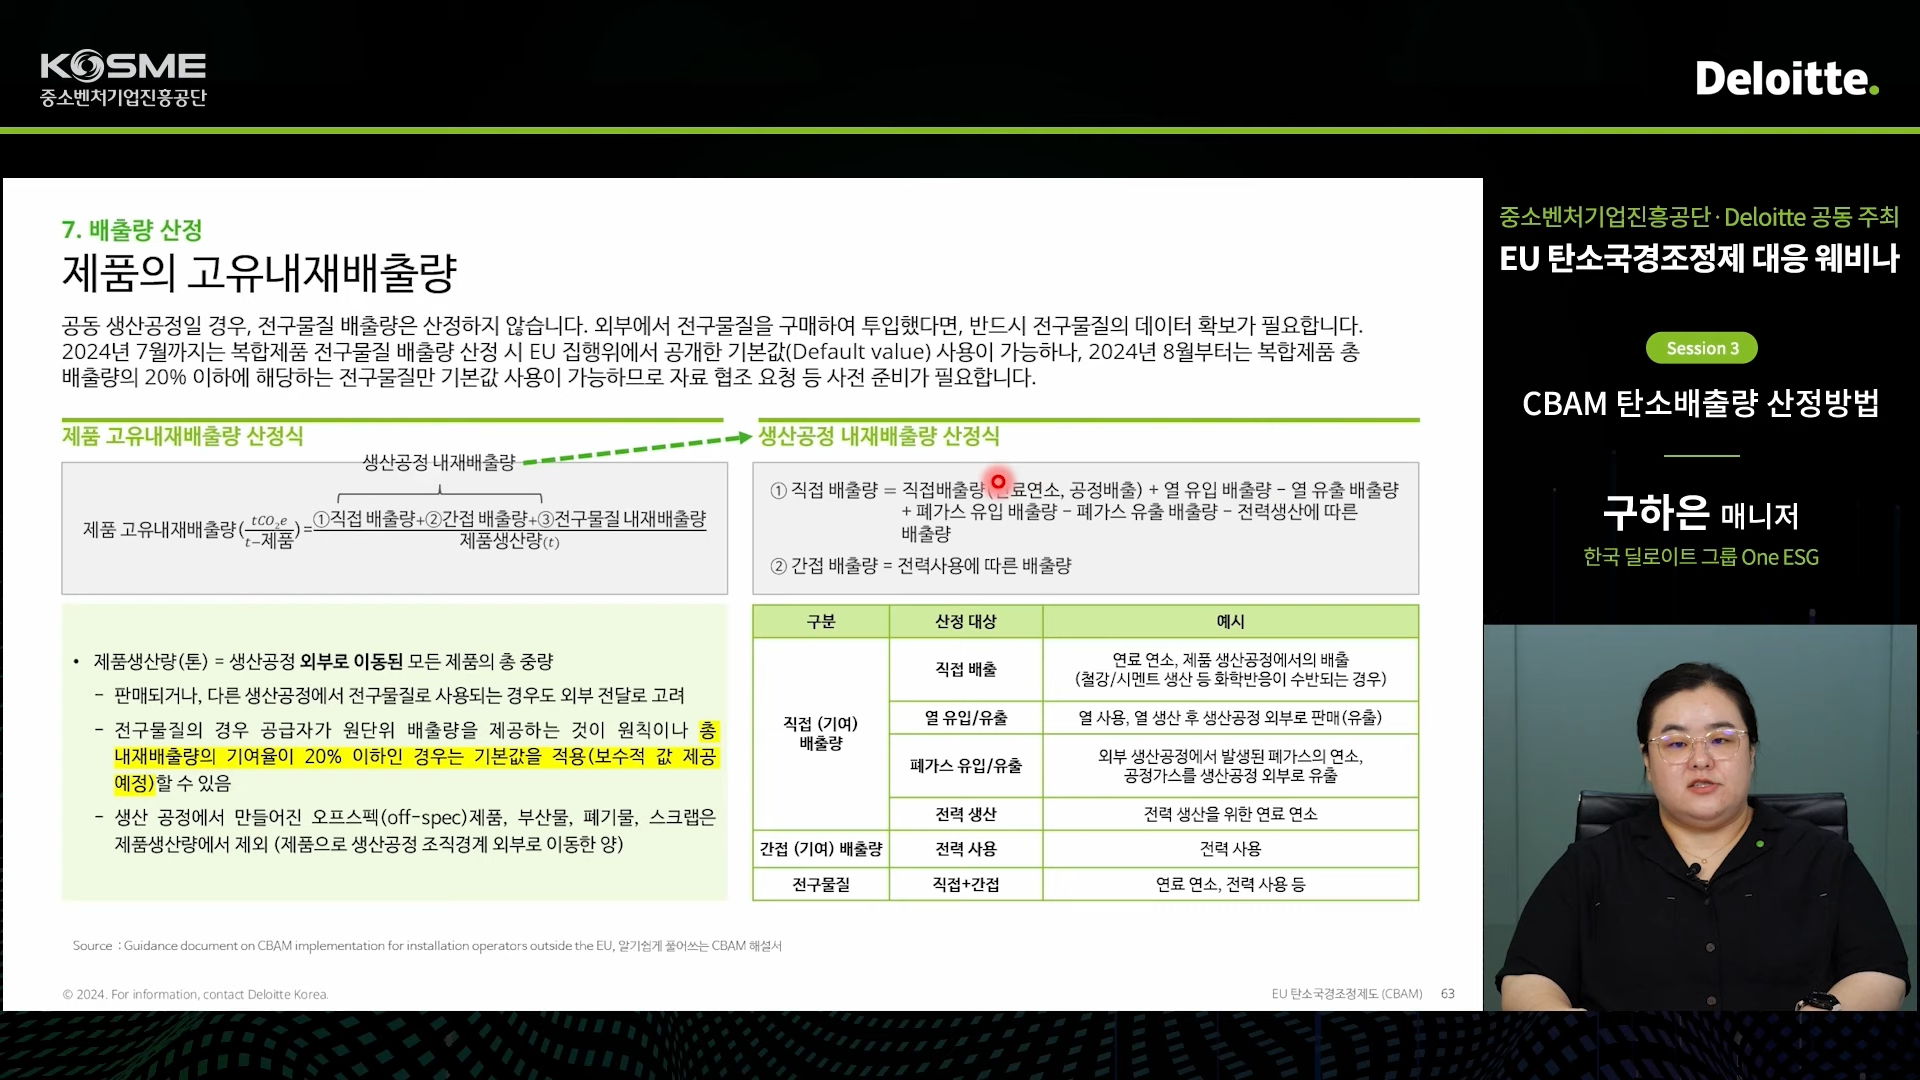 KOSME
중소벤처기업진흥공단
Deloitte.
7. 배출량 산정
제품의 고유내재배출량
공동 생산공정일 경우, 전구물질 배출량은 산정하지 않습니다. 외부에서 전구물질을 구매하여 투입했다면, 반드시 전구물질의 데이터 확보가 필요합니다.
2024년 7월까지는 복합제품 전구물질 배출량 산정 시 EU 집행위에서 공개한 기본값(Default value) 사용이 가능하나, 2024년 8월부터는 복합제품 총
배출량의 20% 이하에 해당하는 전구물질만 기본값 사용이 가능하므로 자료 협조 요청 등 사전 준비가 필요합니다.
제품 고유내재배출량 산정식
생산공정 내재배출량
제품 고유내재배출량(tCO₂e/t−제품)=①직접 배출량+②간접 배출량+③전구물질 내재배출량
제품생산량(t)
• 제품생산량(톤) = 생산공정 외부로 이동된 모든 제품의 총 중량
− 판매되거나, 다른 생산공정에서 전구물질로 사용되는 경우도 외부 전달로 고려
− 전구물질의 경우 공급자가 원단위 배출량을 제공하는 것이 원칙이나 총
내재배출량의 기여율이 20% 이하인 경우는 기본값을 적용(보수적 값 제공
예정)할 수 있음
− 생산 공정에서 만들어진 오프스펙(off-spec)제품, 부산물, 폐기물, 스크랩은
제품생산량에서 제외 (제품으로 생산공정 조직경계 외부로 이동한 양)
생산공정 내재배출량 산정식
① 직접 배출량 = 직접배출량(료연소, 공정배출) + 열 유입 배출량 − 열 유출 배출량
+ 폐가스 유입 배출량 − 폐가스 유출 배출량 − 전력생산에 따른
배출량
② 간접 배출량 = 전력사용에 따른 배출량
구분 산정 대상 예시
직접 (기여)
배출량
직접 배출
연료 연소, 제품 생산공정에서의 배출
(철강/시멘트 생산 등 화학반응이 수반되는 경우)
열 유입/유출 열 사용, 열 생산 후 생산공정 외부로 판매(유출)
폐가스 유입/유출
외부 생산공정에서 발생된 폐가스의 연소,
공정가스를 생산공정 외부로 유출
전력 생산 전력 생산을 위한 연료 연소
간접 (기여) 배출량 전력 사용 전력 사용
전구물질 직접+간접 연료 연소, 전력 사용 등
Source : Guidance document on CBAM implementation for installation operators outside the EU, 알기쉽게 풀어쓰는 CBAM 해설서
© 2024. For information, contact Deloitte Korea.
EU 탄소국경조정제도 (CBAM) 63
중소벤처기업진흥공단 · Deloitte 공동 주최
EU 탄소국경조정제 대응 웨비나
Session 3
CBAM 탄소배출량 산정방법
구하은 매니저
한국 딜로이트 그룹 One ESG